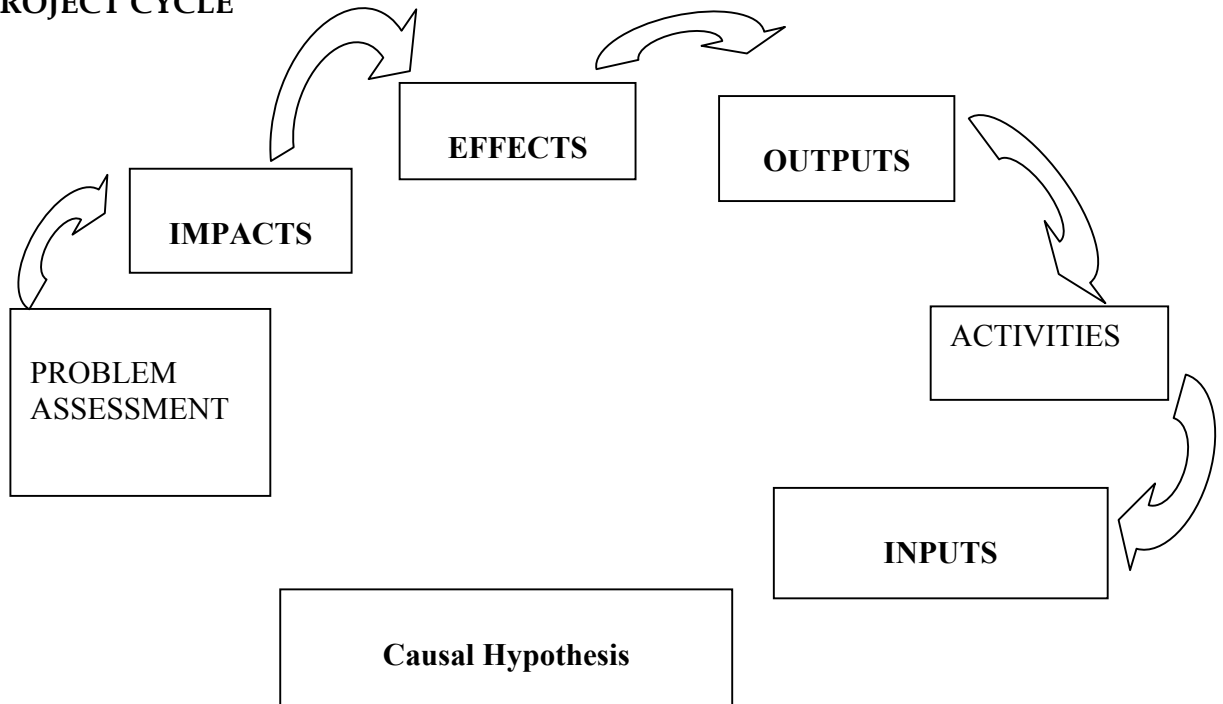 ROJECT CYCLE
EFFECTS
OUTPUTS
IMPACTS
ACTIVITIES
PROBLEM
ASSESSMENT
INPUTS
Causal Hypothesis